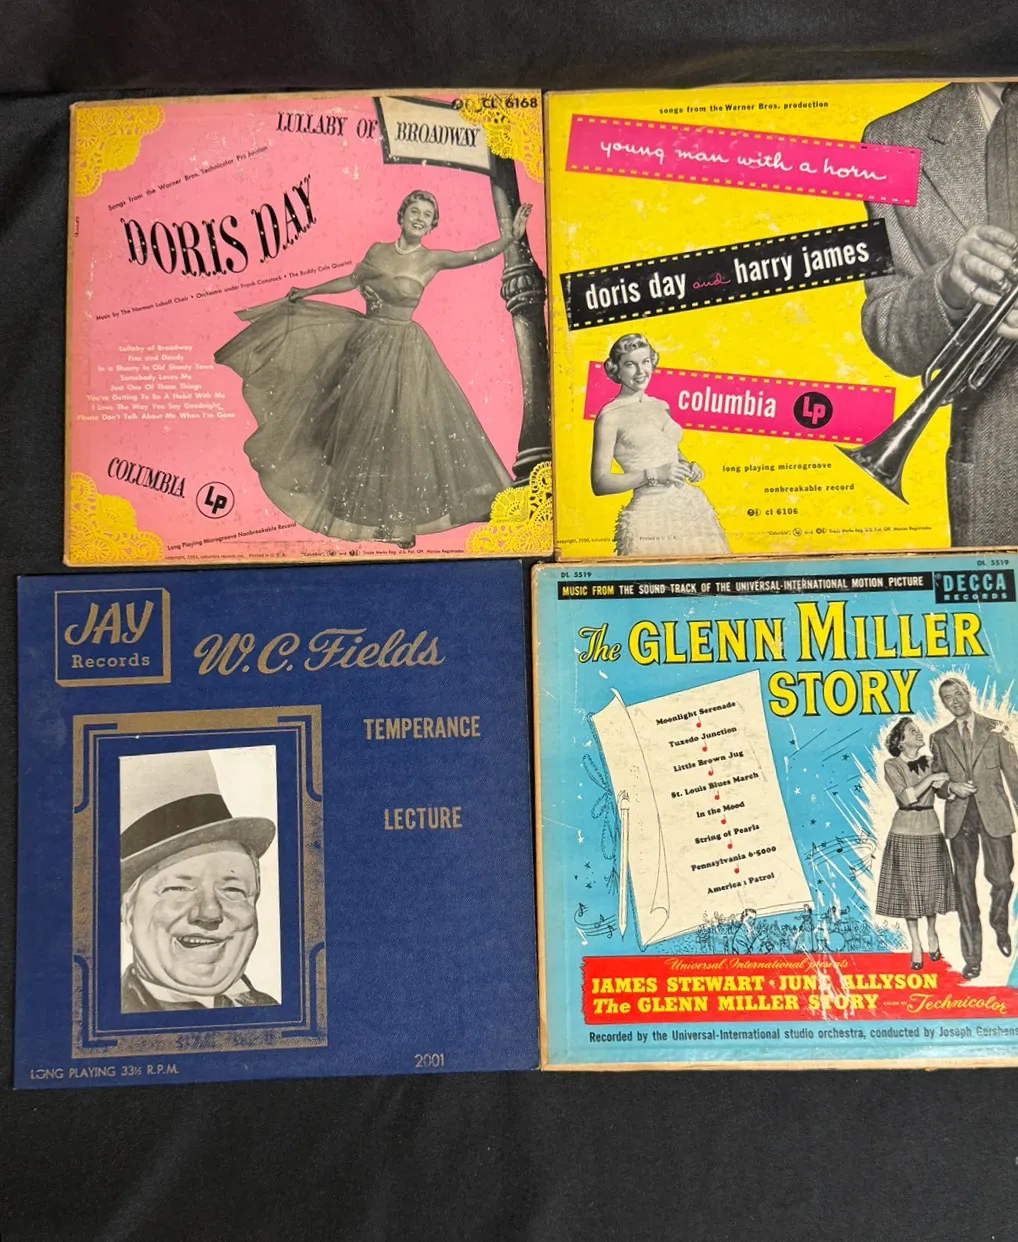 CL 6168
LULLABY OF BROADWAY
Songs from the Warner Bros. Technicolor Production
DORIS DAY
Music by The Norman Luboff Choir • Orchestra under Frank Comstock • The Buddy Cole Quartet
Lullaby of Broadway
Fine and Dandy
In a Shanty In Old Shanty Town
Somebody Loves Me
Just One Of Those Things
You're Getting To Be A Habit With Me
I Love The Way You Say Goodnight
Please Don't Talk About Me When I'm Gone
COLUMBIA Lp
Long Playing Microgroove Nonbreakable Record
songs from the Warner Bros. production
young man with a horn
doris day and harry james
columbia Lp
long playing microgroove
nonbreakable record
cl 6106
JAY
Records
W.C. Fields
TEMPERANCE
LECTURE
LONG PLAYING 33⅓ R.P.M.
2001
DL 5519
DL 5519
MUSIC FROM THE SOUND TRACK OF THE UNIVERSAL-INTERNATIONAL MOTION PICTURE
DECCA
RECORDS
The GLENN MILLER
STORY
Moonlight Serenade
Tuxedo Junction
Little Brown Jug
St. Louis Blues March
In the Mood
String of Pearls
Pennsylvania 6-5000
American Patrol
Universal-International presents
JAMES STEWART • JUNE ALLYSON
The GLENN MILLER STORY COLOR BY Technicolor
Recorded by the Universal-International studio orchestra, conducted by Joseph Gershens